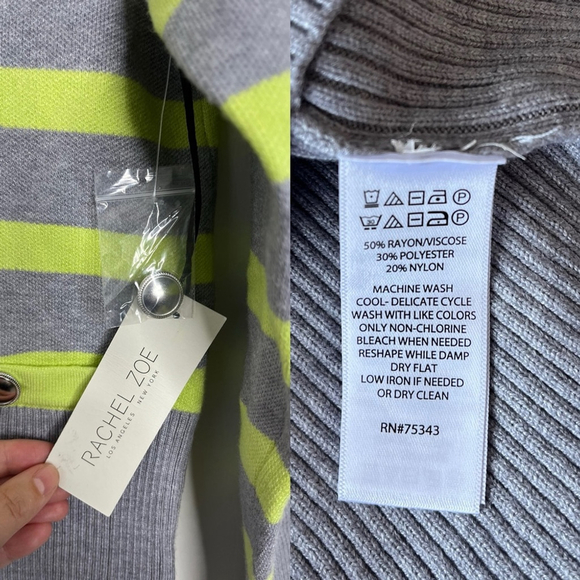 RACHEL ZOE
LOS ANGELES · NEW YORK
50% RAYON/VISCOSE
30% POLYESTER
20% NYLON
MACHINE WASH
COOL- DELICATE CYCLE
WASH WITH LIKE COLORS
ONLY NON-CHLORINE
BLEACH WHEN NEEDED
RESHAPE WHILE DAMP
DRY FLAT
LOW IRON IF NEEDED
OR DRY CLEAN
RN#75343